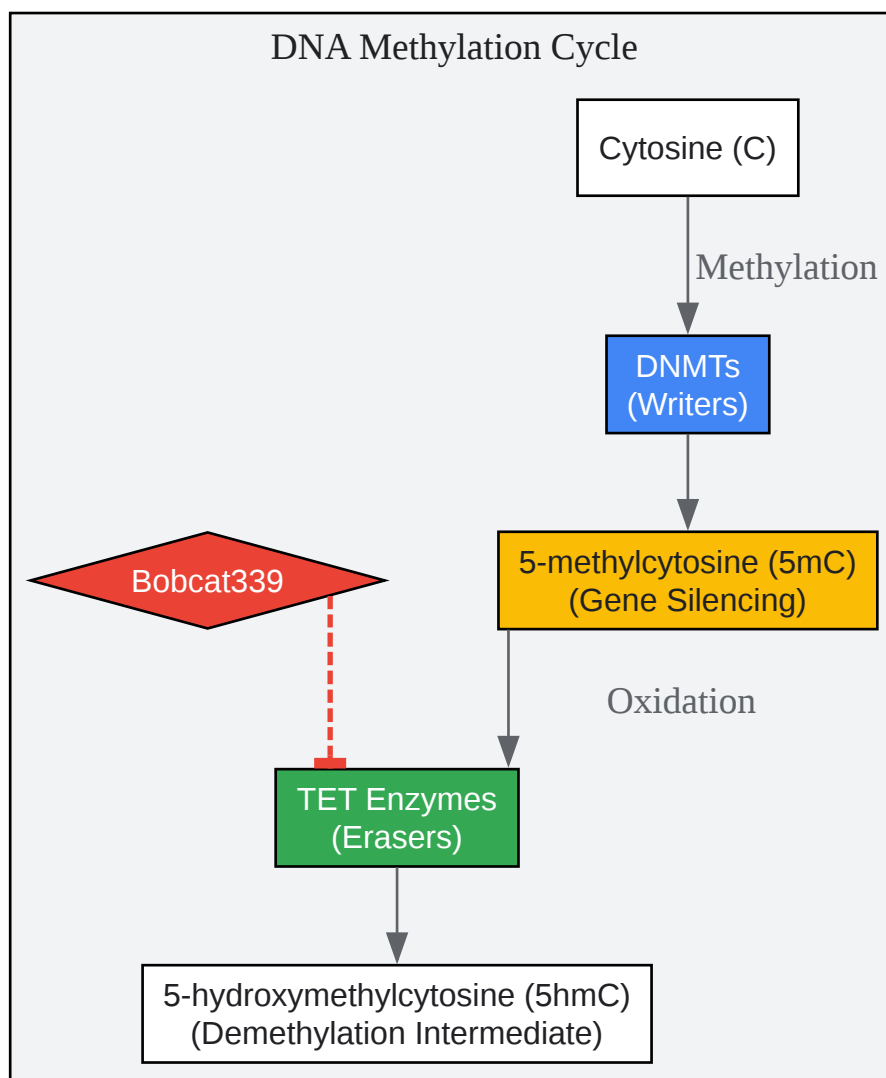 DNA Methylation Cycle
Cytosine (C)
Methylation
DNMTs
(Writers)
Bobcat339
5-methylcytosine (5mC)
(Gene Silencing)
Oxidation
TET Enzymes
(Erasers)
5-hydroxymethylcytosine (5hmC)
(Demethylation Intermediate)